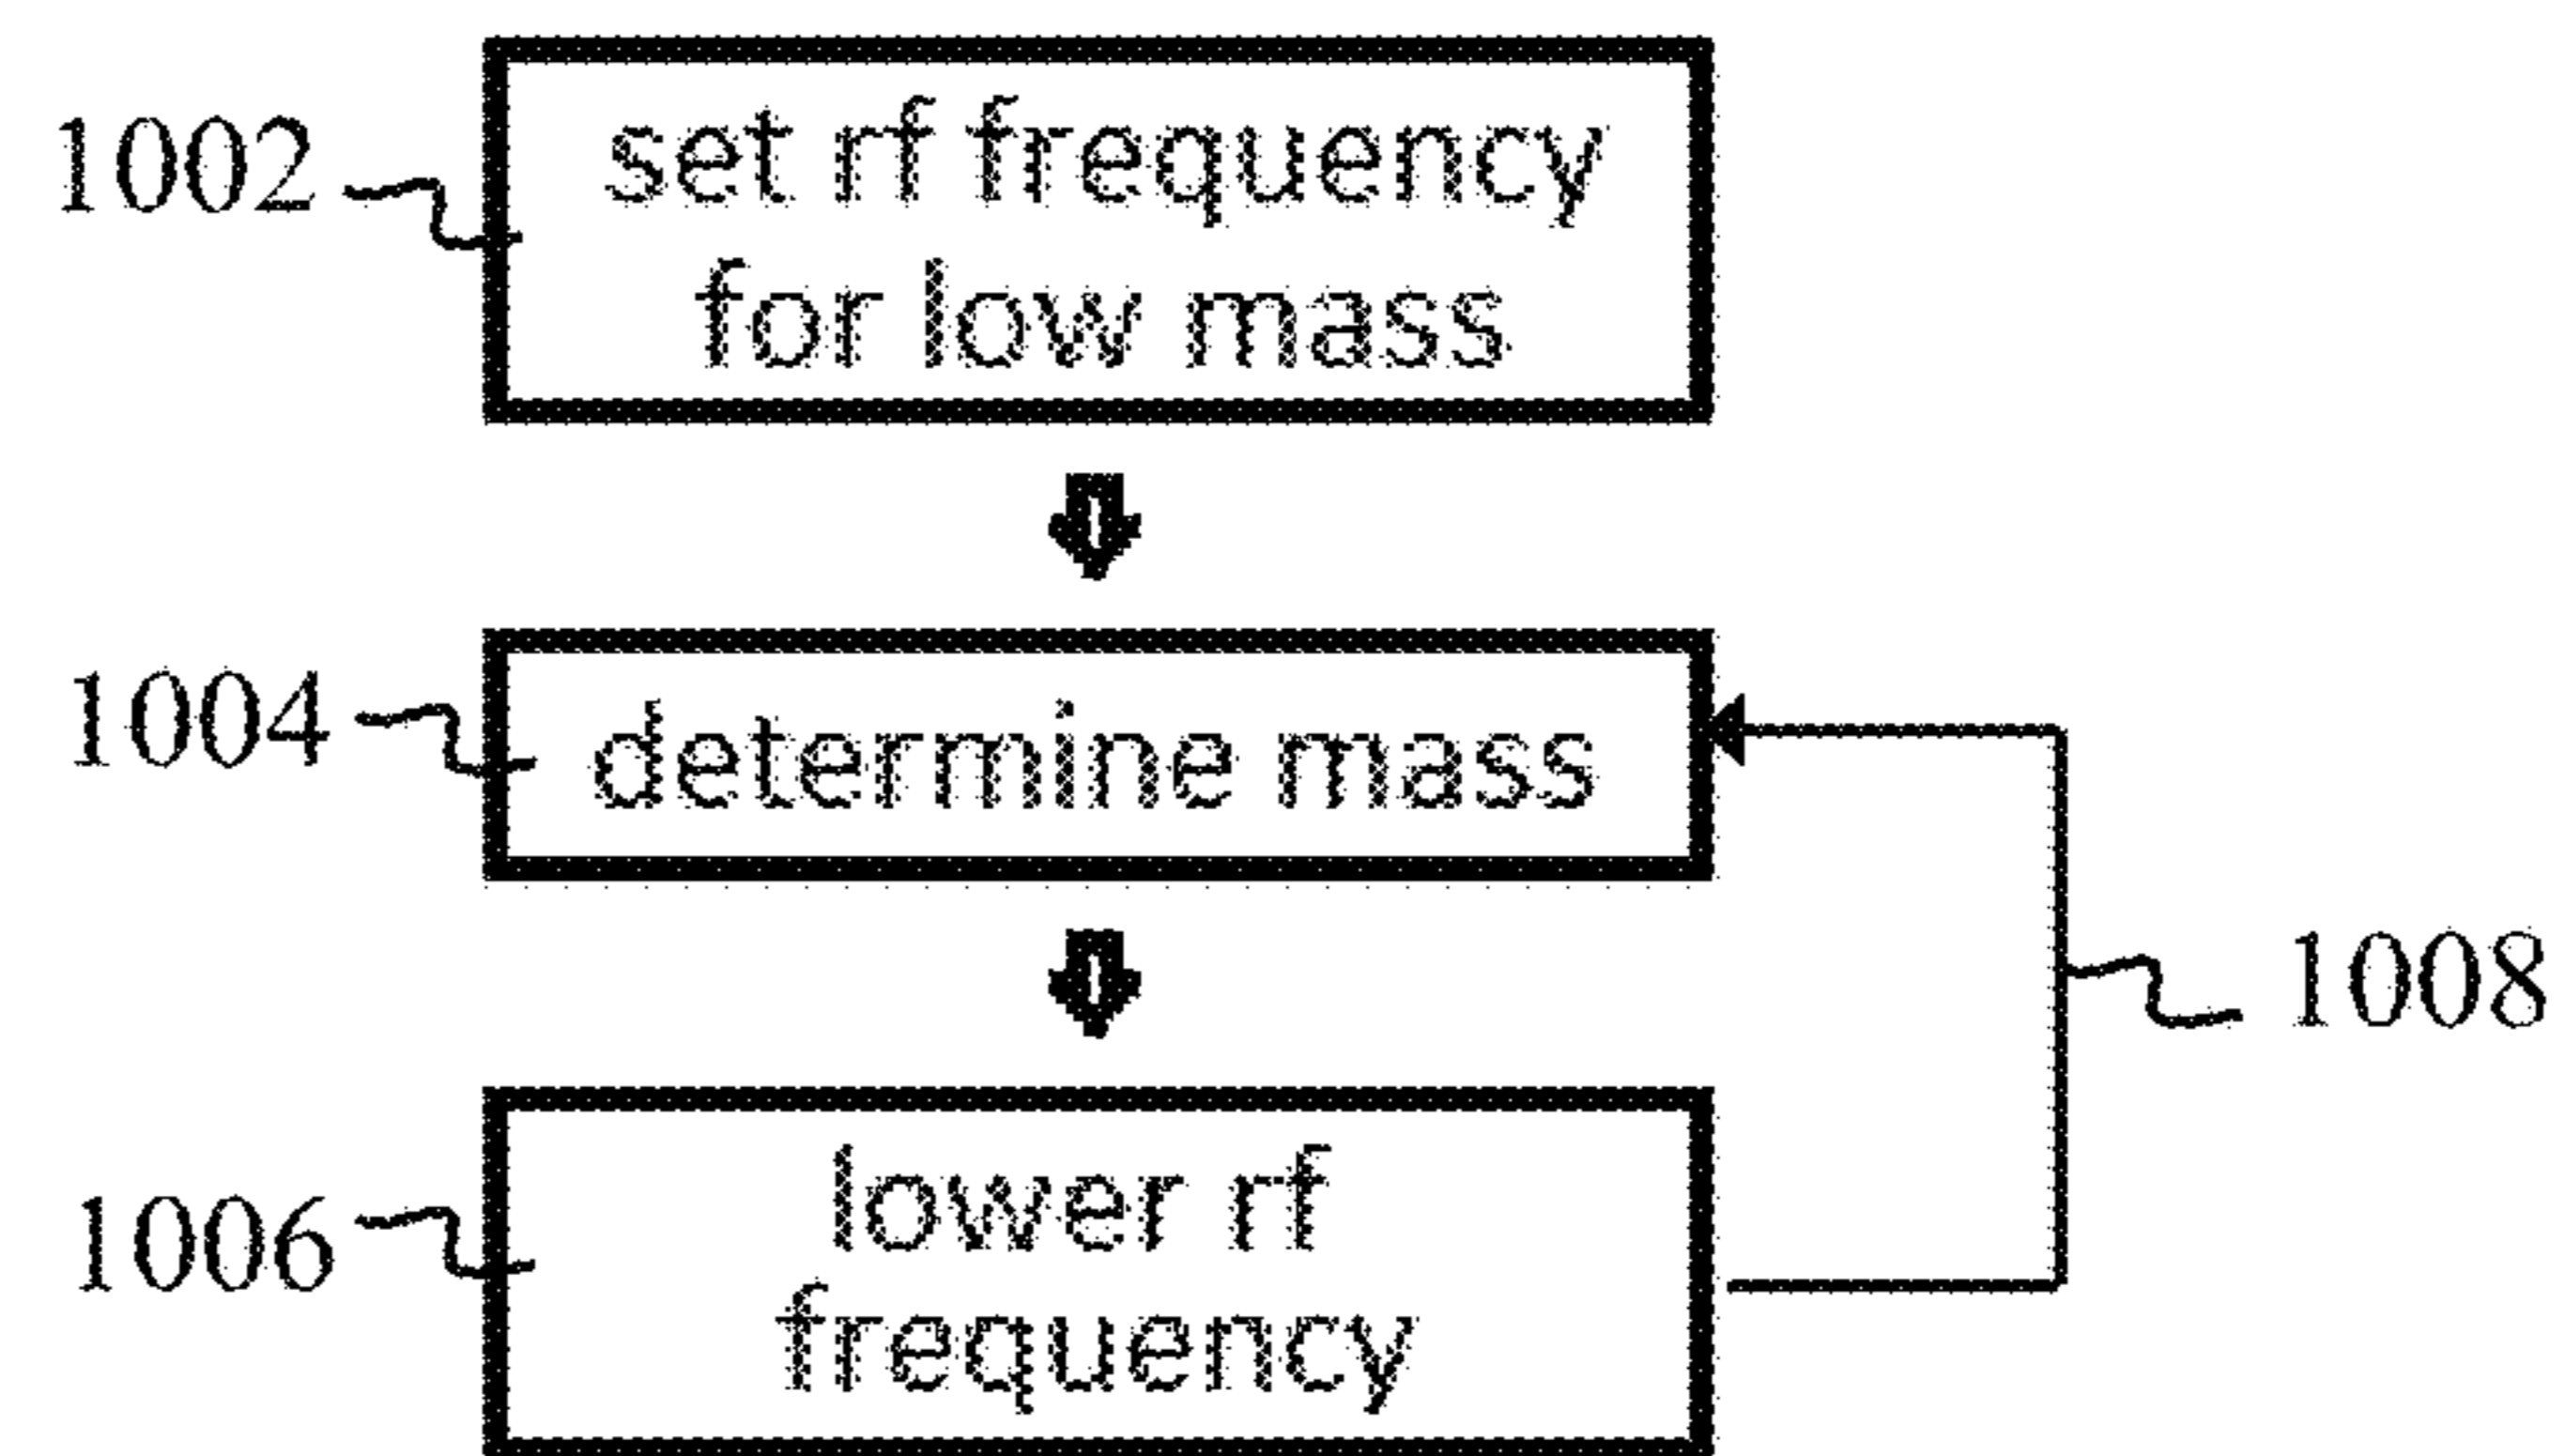 1002
set rf frequency
for low mass
1004
determine mass
1008
1006
lower rf
frequency